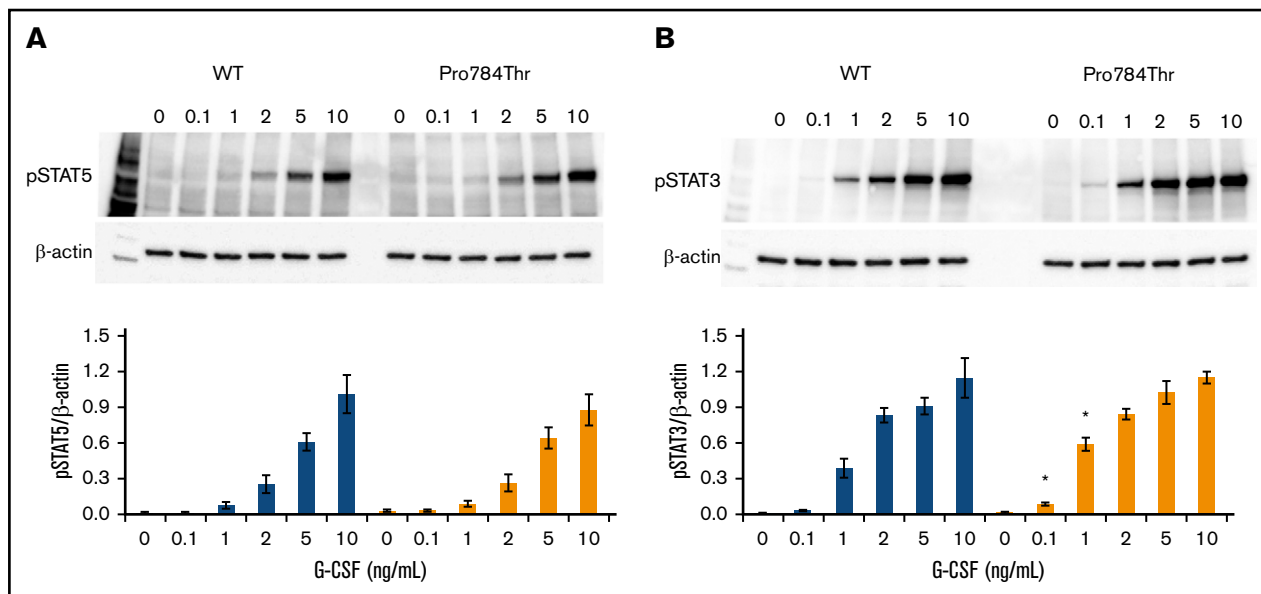 A
WT Pro784Thr
0 0.1 1 2 5 10 0 0.1 1 2 5 10
pSTAT5
β-actin
1.5
1.2
0.9
0.6
0.3
0.0
pSTAT5/β-actin
0 0.1 1 2 5 10 0 0.1 1 2 5 10
G-CSF (ng/mL)
B
WT Pro784Thr
0 0.1 1 2 5 10 0 0.1 1 2 5 10
pSTAT3
β-actin
1.5
1.2
0.9
0.6
0.3
0.0
pSTAT3/β-actin
* *
0 0.1 1 2 5 10 0 0.1 1 2 5 10
G-CSF (ng/mL)